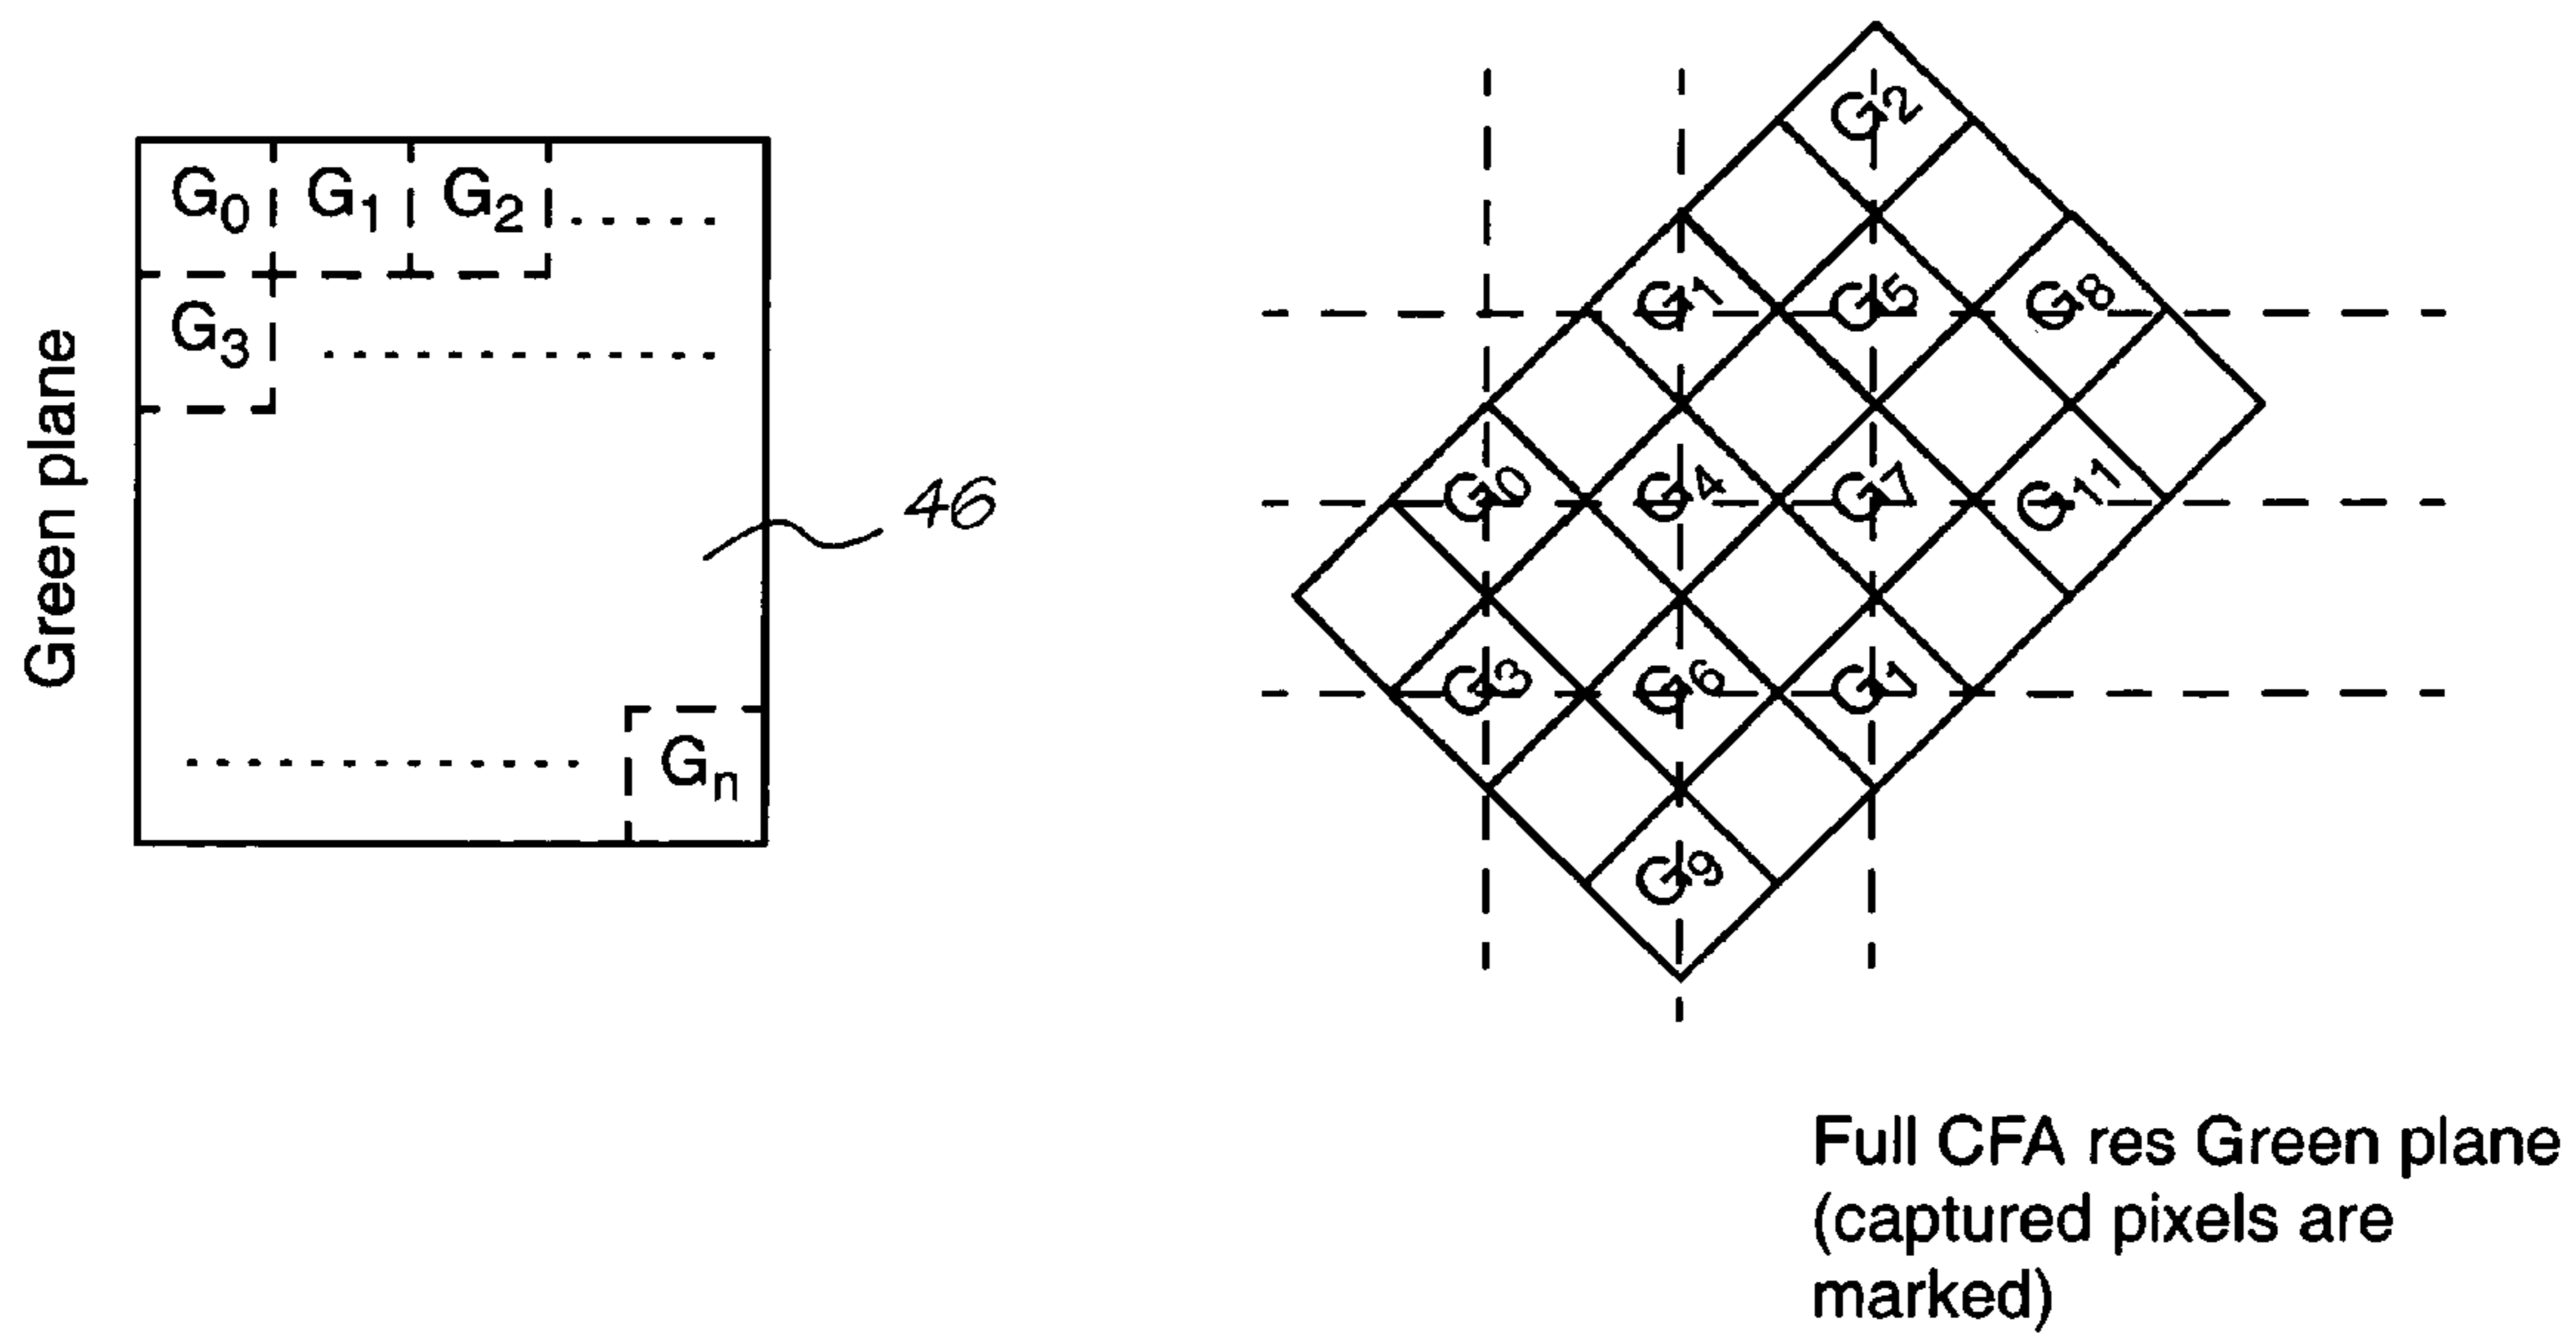 Green plane
G0 G1 G2 .....
G3 .............
............. Gn
46
G2
G1 G5 G8
G0 G4 G7 G11
G3 G6 G1
G9
Full CFA res Green plane
(captured pixels are
marked)